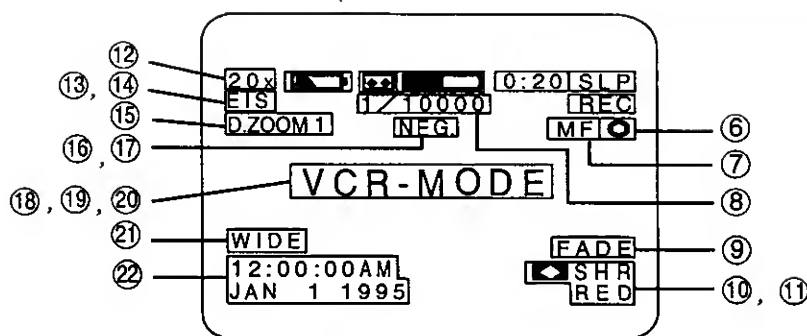 ⑫ 20x 0:20 SLP
⑬, ⑭ EIS 1/10000 REC
⑮ D.ZOOM 1 NEG. MF ⑥
⑯, ⑰ ⑦
⑱, ⑲, ⑳ VCR-MODE ⑧
㉑ WIDE FADE ⑨
㉒ 12:00:00AM SHR
JAN 1 1995 RED ⑩, ⑪